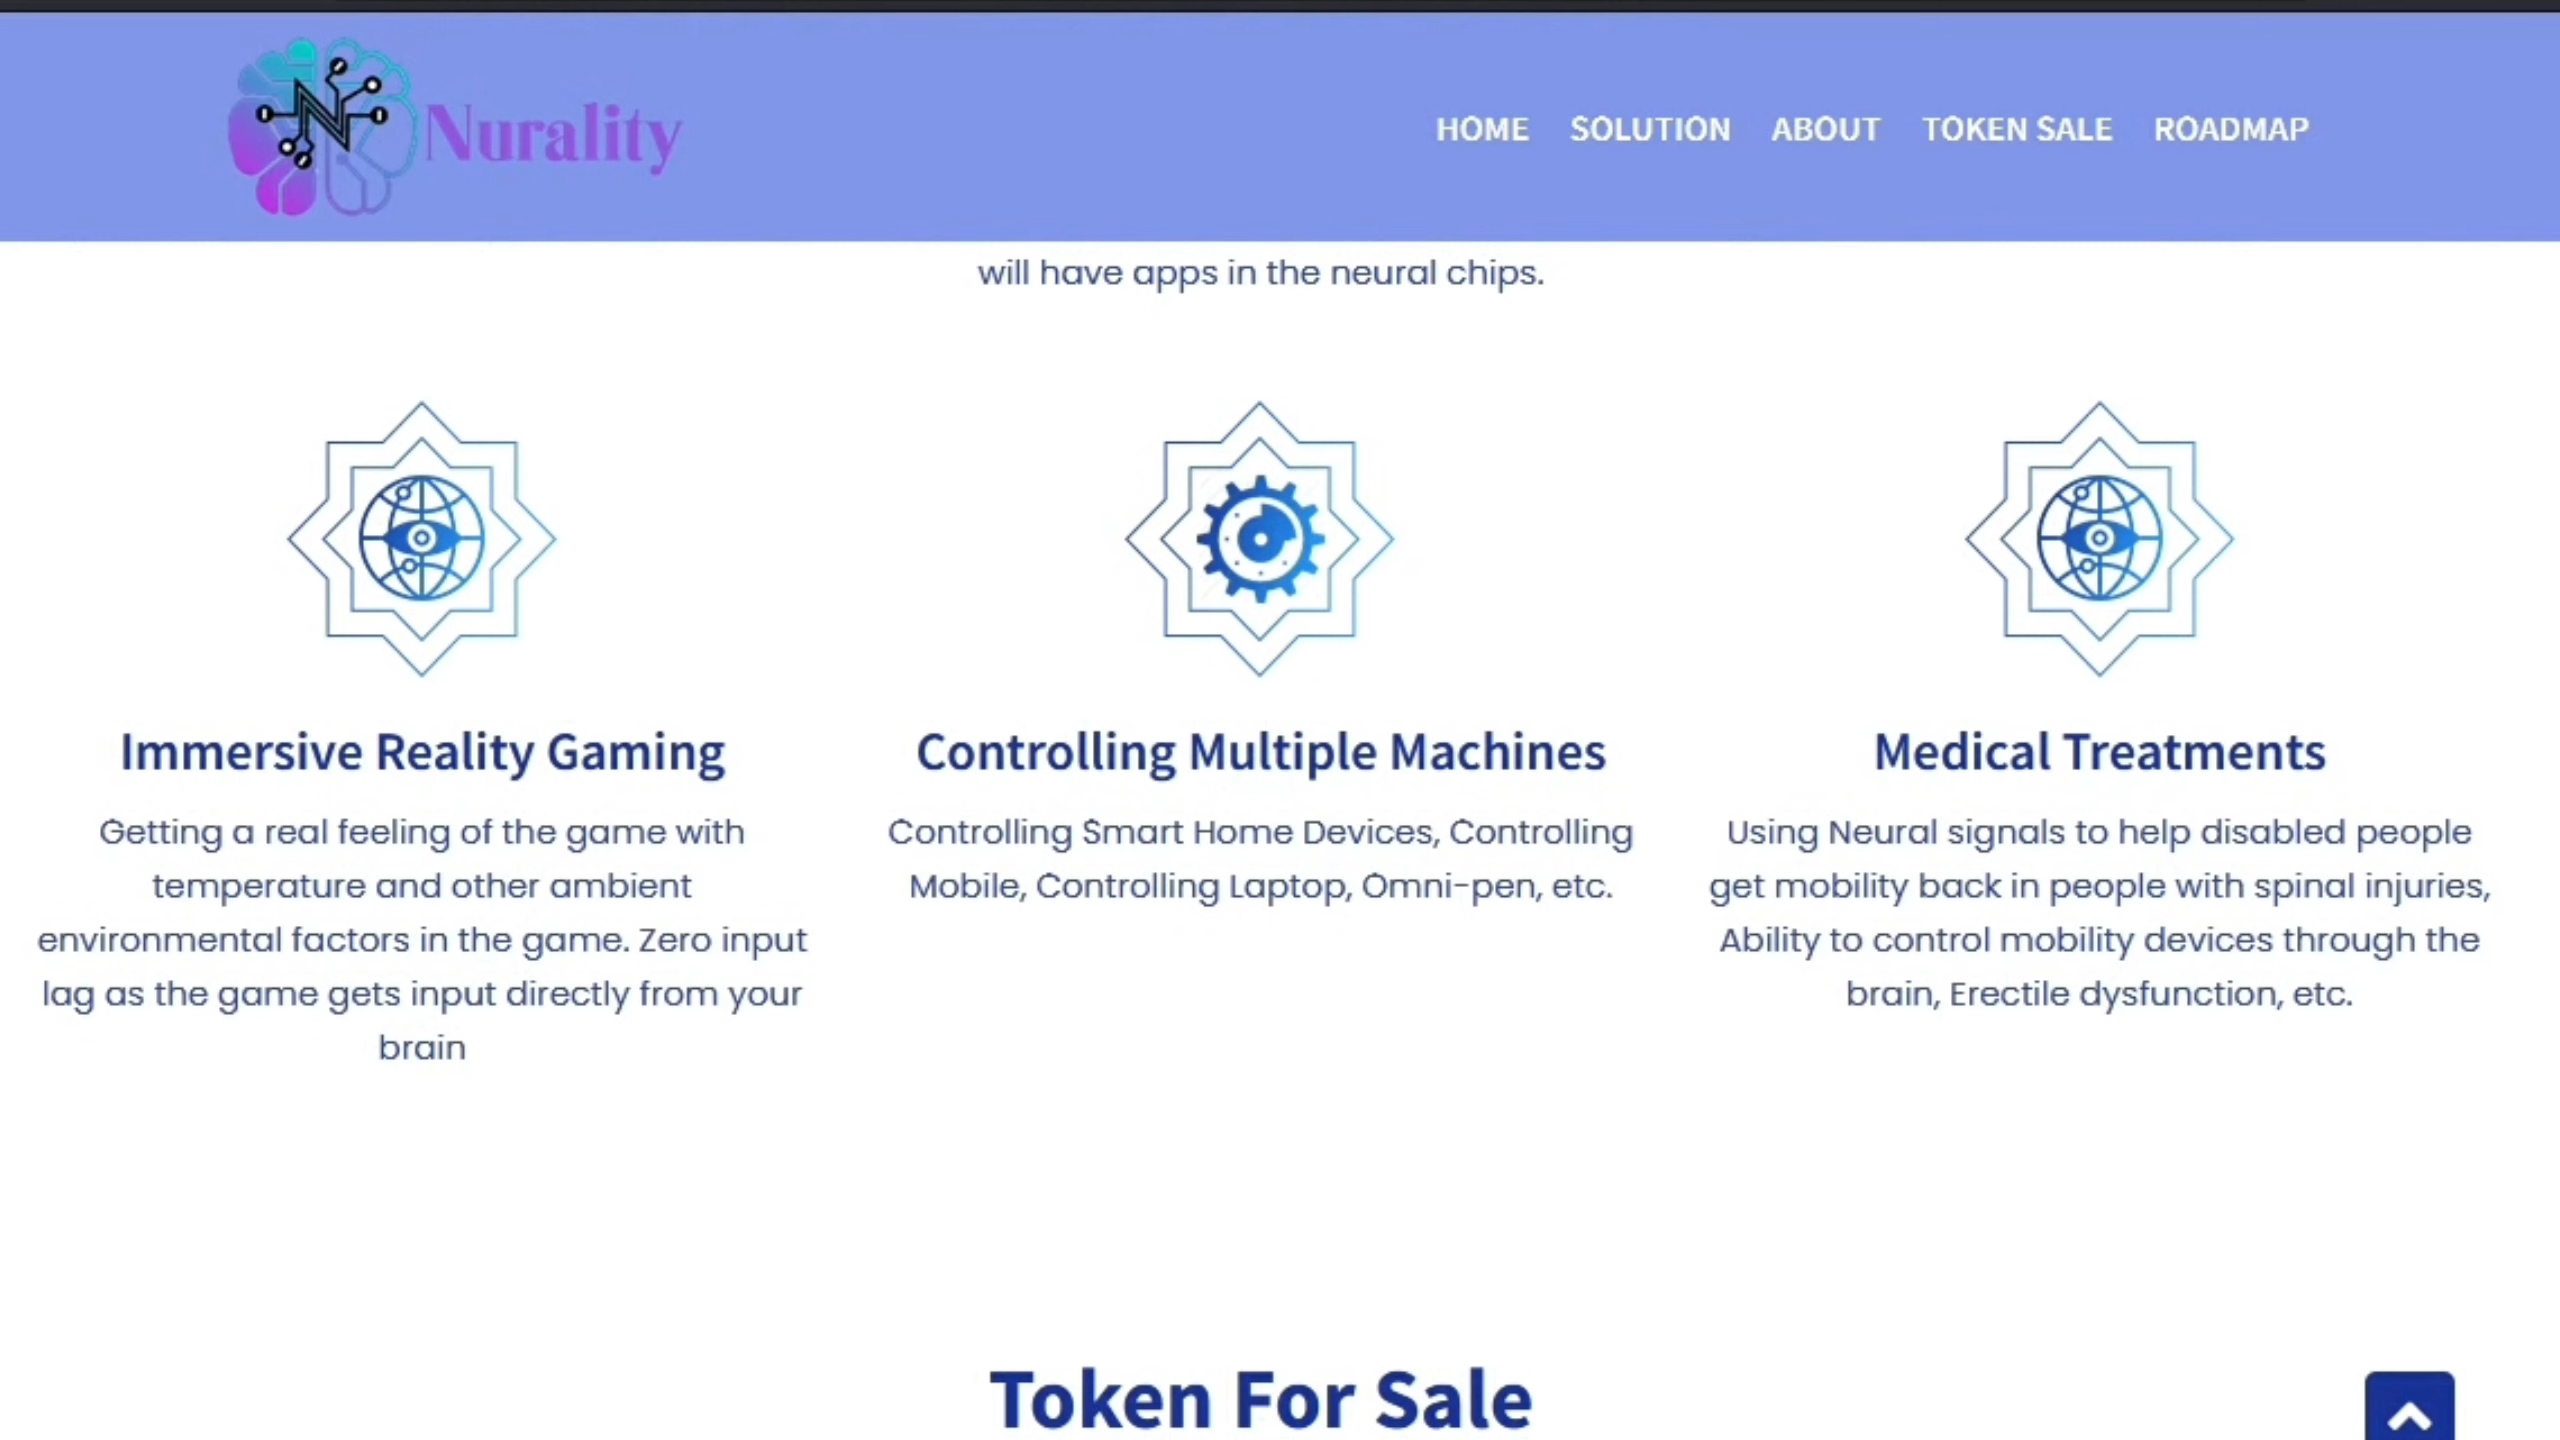 Nurality
HOME SOLUTION ABOUT TOKEN SALE ROADMAP
will have apps in the neural chips.
Immersive Reality Gaming
Getting a real feeling of the game with
temperature and other ambient
environmental factors in the game. Zero input
lag as the game gets input directly from your
brain
Controlling Multiple Machines
Controlling Smart Home Devices, Controlling
Mobile, Controlling Laptop, Omni-pen, etc.
Medical Treatments
Using Neural signals to help disabled people
get mobility back in people with spinal injuries,
Ability to control mobility devices through the
brain, Erectile dysfunction, etc.
Token For Sale